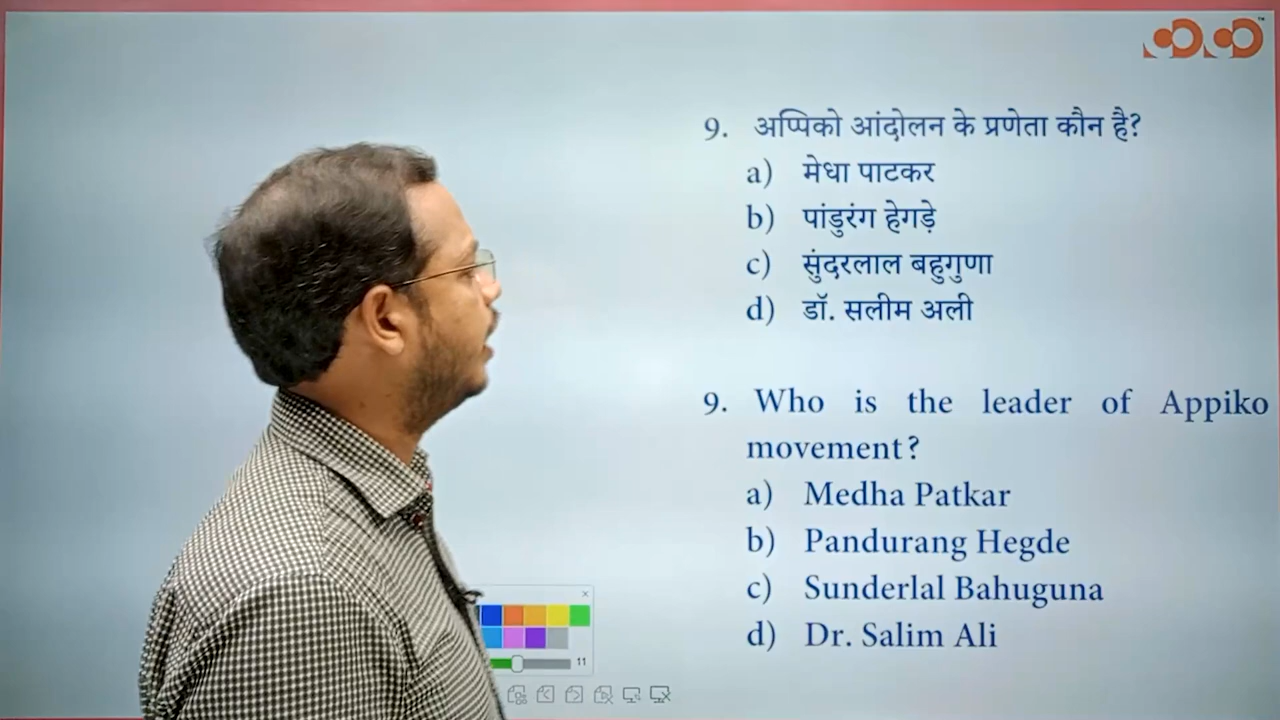 9. अप्पिको आंदोलन के प्रणेता कौन है?
a) मेधा पाटकर
b) पांडुरंग हेगड़े
c) सुंदरलाल बहुगुणा
d) डॉ. सलीम अली
9. Who is the leader of Appiko
movement?
a) Medha Patkar
b) Pandurang Hegde
c) Sunderlal Bahuguna
d) Dr. Salim Ali
11